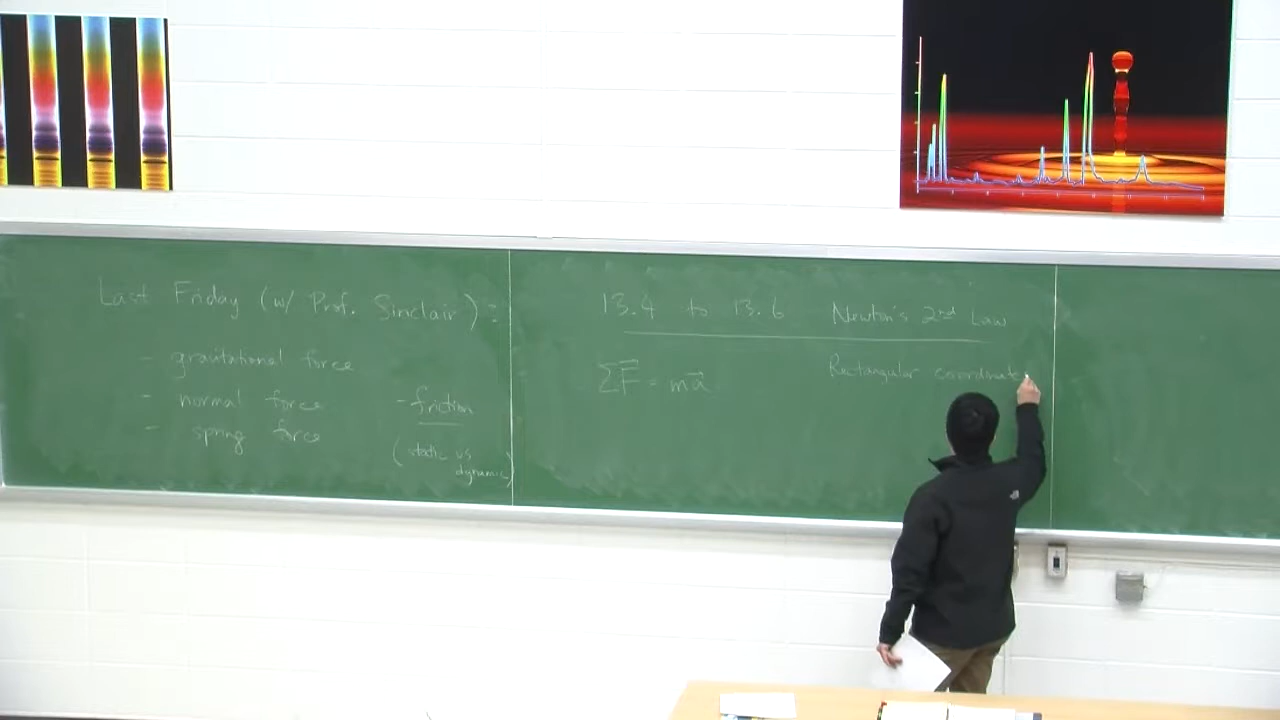 Last Friday (w/ Prof. Sinclair):
- gravitational force
- normal force
- spring force
- friction
(static vs
dynamic)
13.4 to 13.6 Newton's 2nd Law
ΣF⃗ = ma⃗
Rectangular coordinate